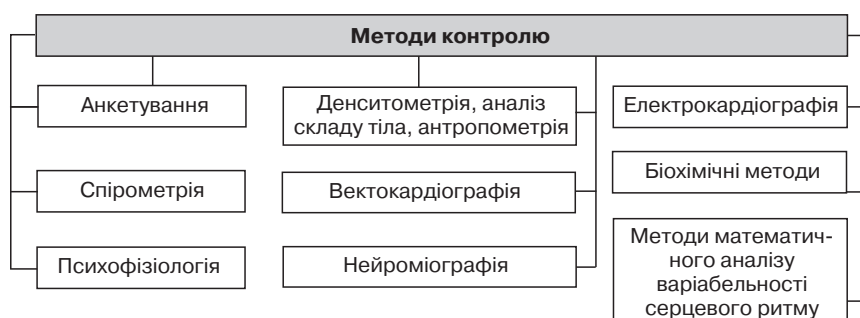 Методи контролю
Анкетування
Денситометрія, аналіз
складу тіла, антропометрія
Електрокардіографія
Спірометрія
Вектокардіографія
Біохімічні методи
Психофізіологія
Нейроміографія
Методи математич-
ного аналізу
варіабельності
серцевого ритму